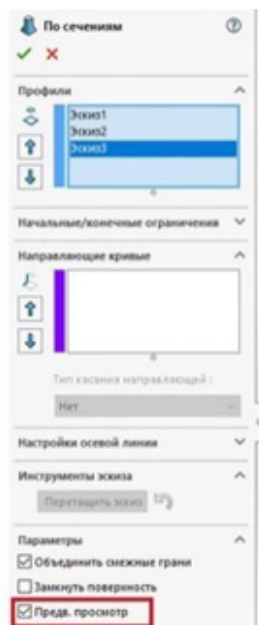 По сечениям
Профили
Эскиз1
Эскиз2
Эскиз3
Начальные/конечные ограничения
Направляющие кривые
Тип касания направляющей :
Нет
Настройки осевой линии
Инструменты эскиза
Перетащить эскиз
Параметры
Объединить смежные грани
Замкнуть поверхность
Предв. просмотр